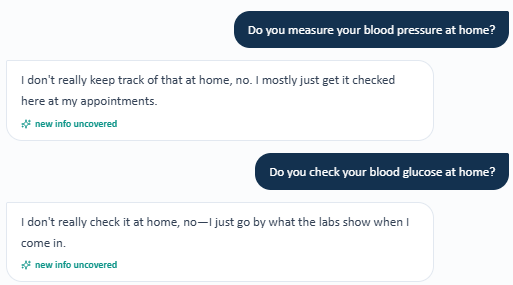 Do you measure your blood pressure at home?
I don't really keep track of that at home, no. I mostly just get it checked
here at my appointments.
new info uncovered
Do you check your blood glucose at home?
I don't really check it at home, no—I just go by what the labs show when I
come in.
new info uncovered